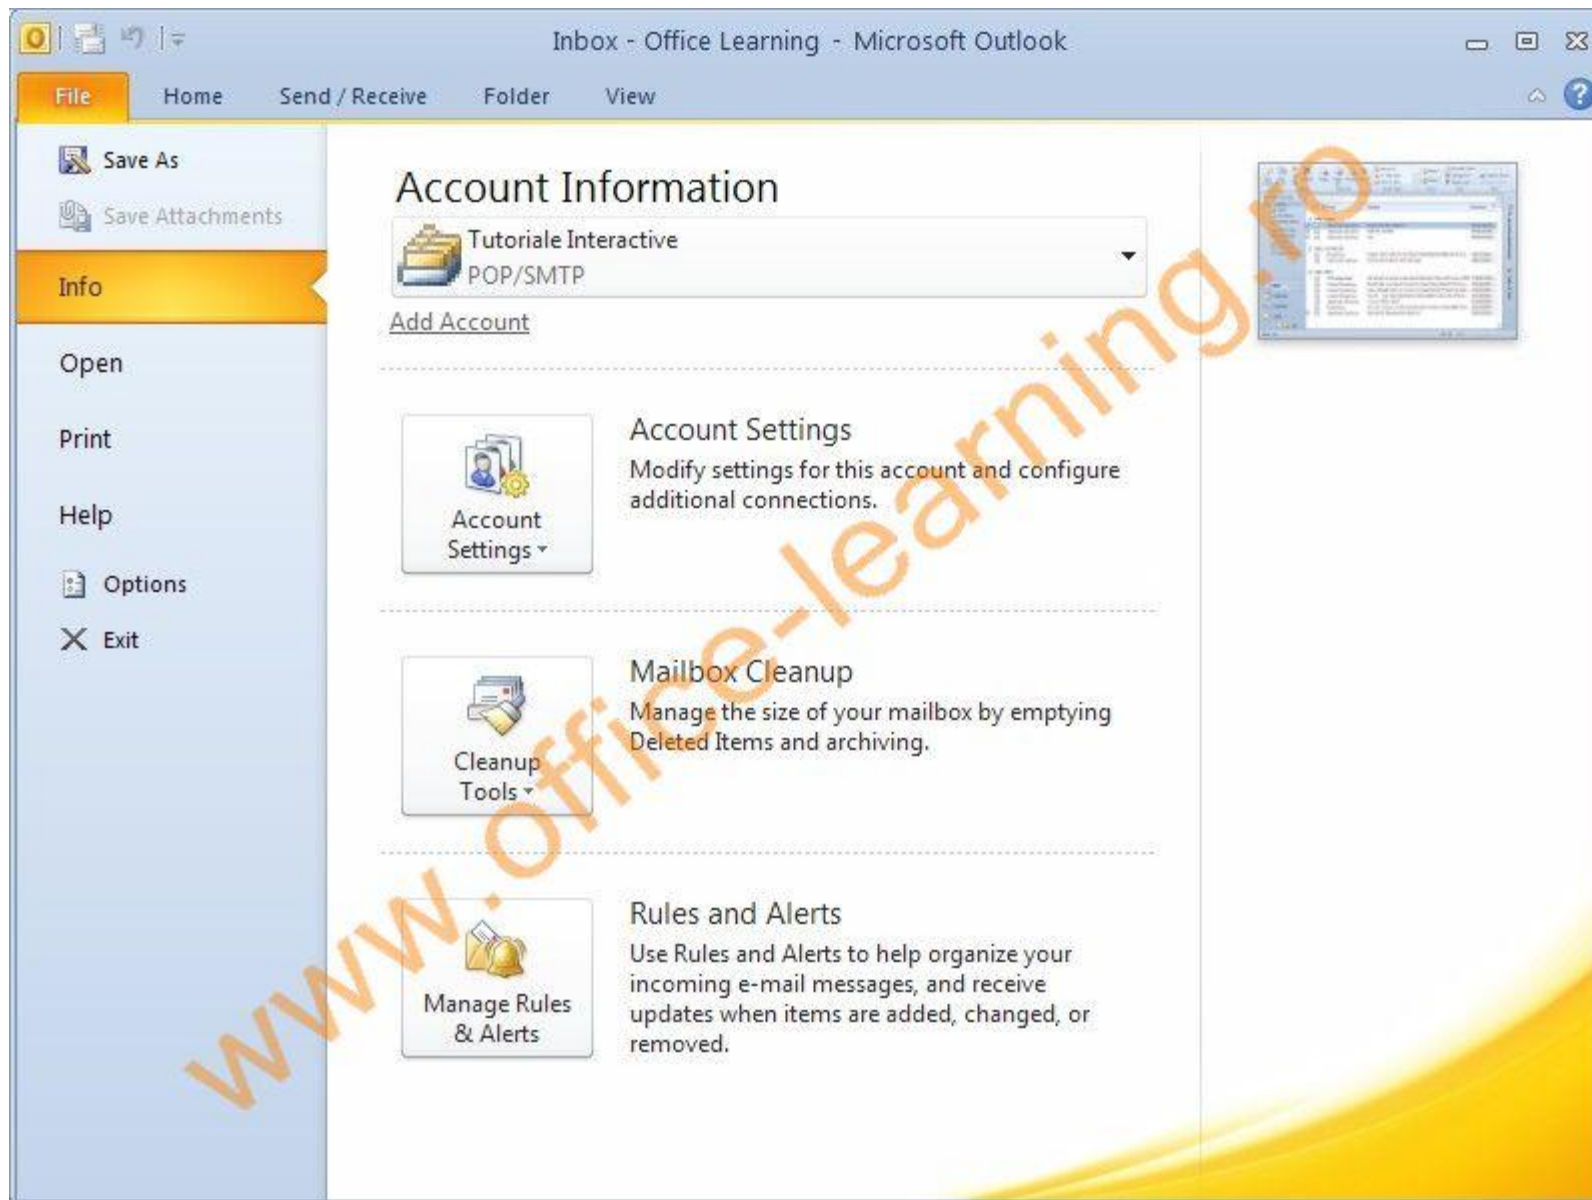 Inbox - Office Learning - Microsoft Outlook
File Home Send / Receive Folder View
Save As
Save Attachments
Info
Open
Print
Help
Options
Exit
Account Information
Tutoriale Interactive
POP/SMTP
Add Account
Account Settings
Account Settings
Modify settings for this account and configure
additional connections.
Cleanup
Tools
Mailbox Cleanup
Manage the size of your mailbox by emptying
Deleted Items and archiving.
Manage Rules
& Alerts
Rules and Alerts
Use Rules and Alerts to help organize your
incoming e-mail messages, and receive
updates when items are added, changed, or
removed.
www.office-learning.ro